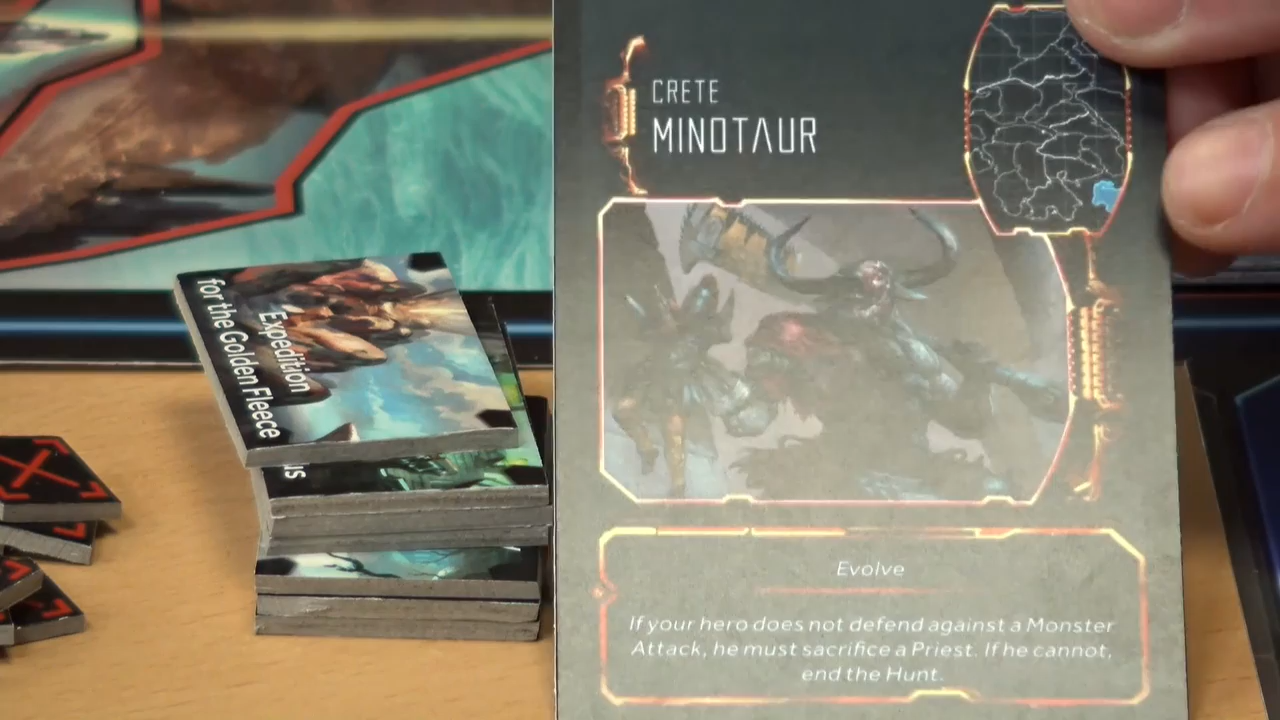 CRETE
MINOTAUR
Expedition
for the Golden Fleece
us
Evolve
If your hero does not defend against a Monster
Attack, he must sacrifice a Priest. If he cannot,
end the Hunt.